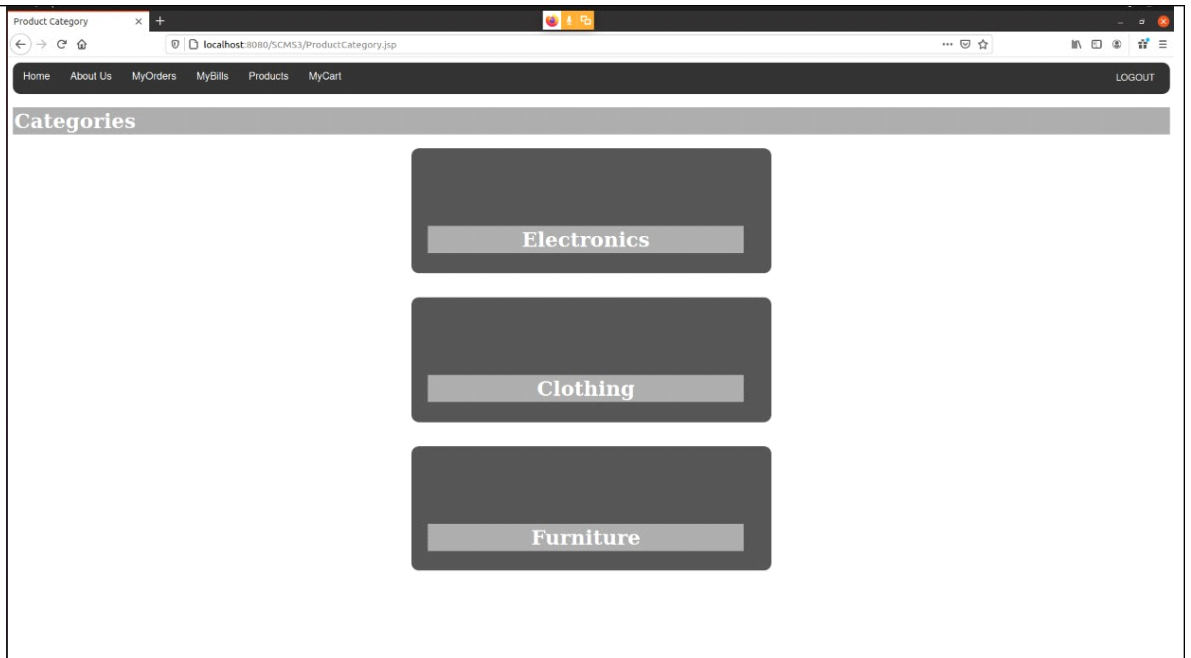 Product Category
localhost:8080/SCMS3/ProductCategory.jsp
Home About Us MyOrders MyBills Products MyCart LOGOUT
Categories
Electronics
Clothing
Furniture